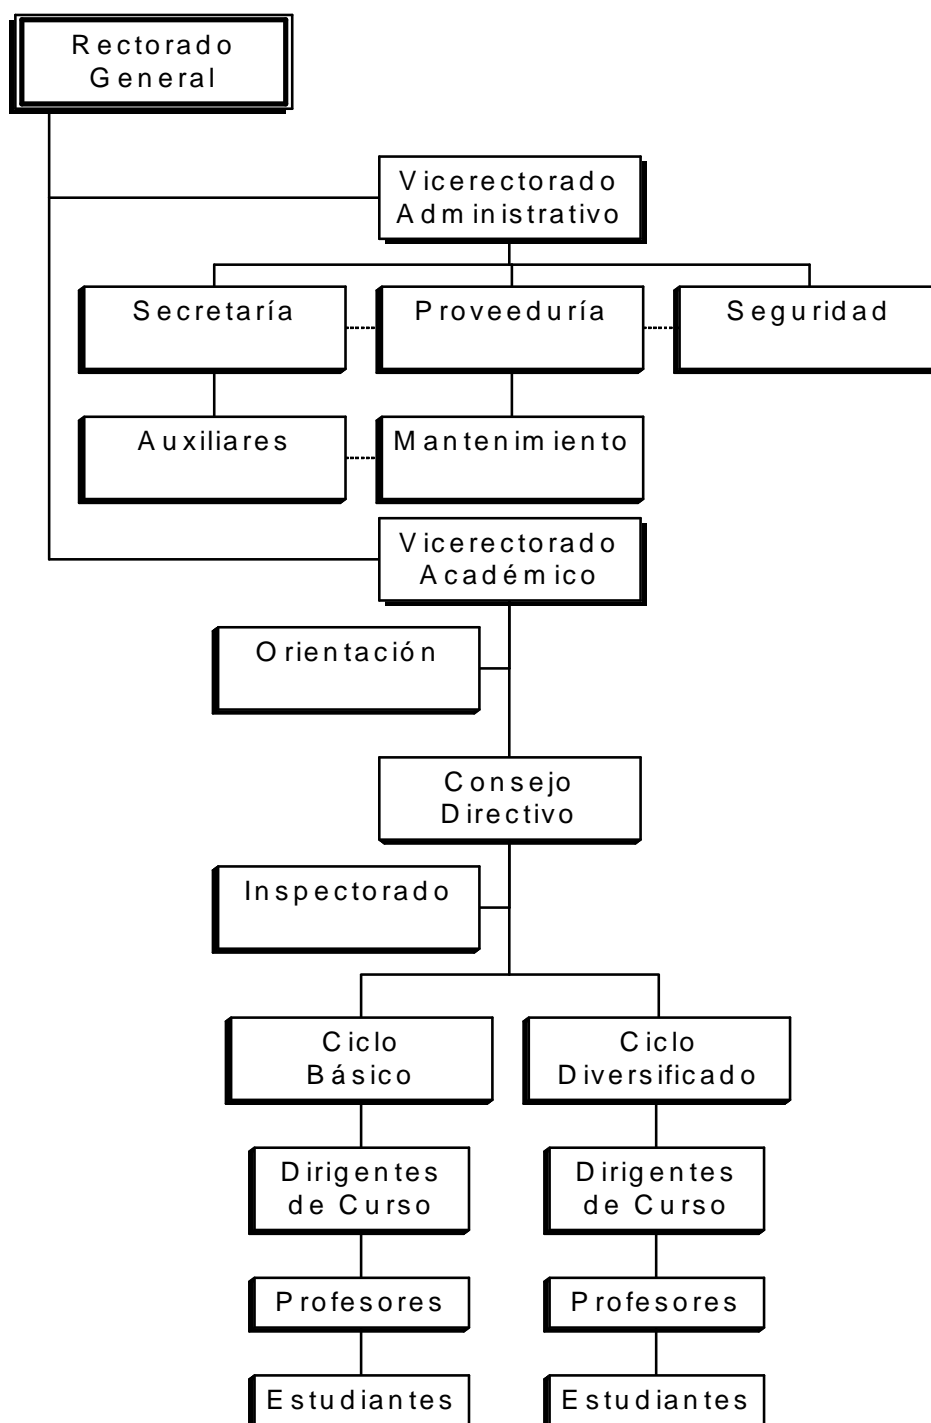 Rectorado
General
Vicerectorado
Administrativo
Secretaría
Proveeduría
Seguridad
Auxiliares
Mantenimiento
Vicerectorado
Académico
Orientación
Consejo
Directivo
Inspectorado
Ciclo
Básico
Ciclo
Diversificado
Dirigentes
de Curso
Dirigentes
de Curso
Profesores
Profesores
Estudiantes
Estudiantes